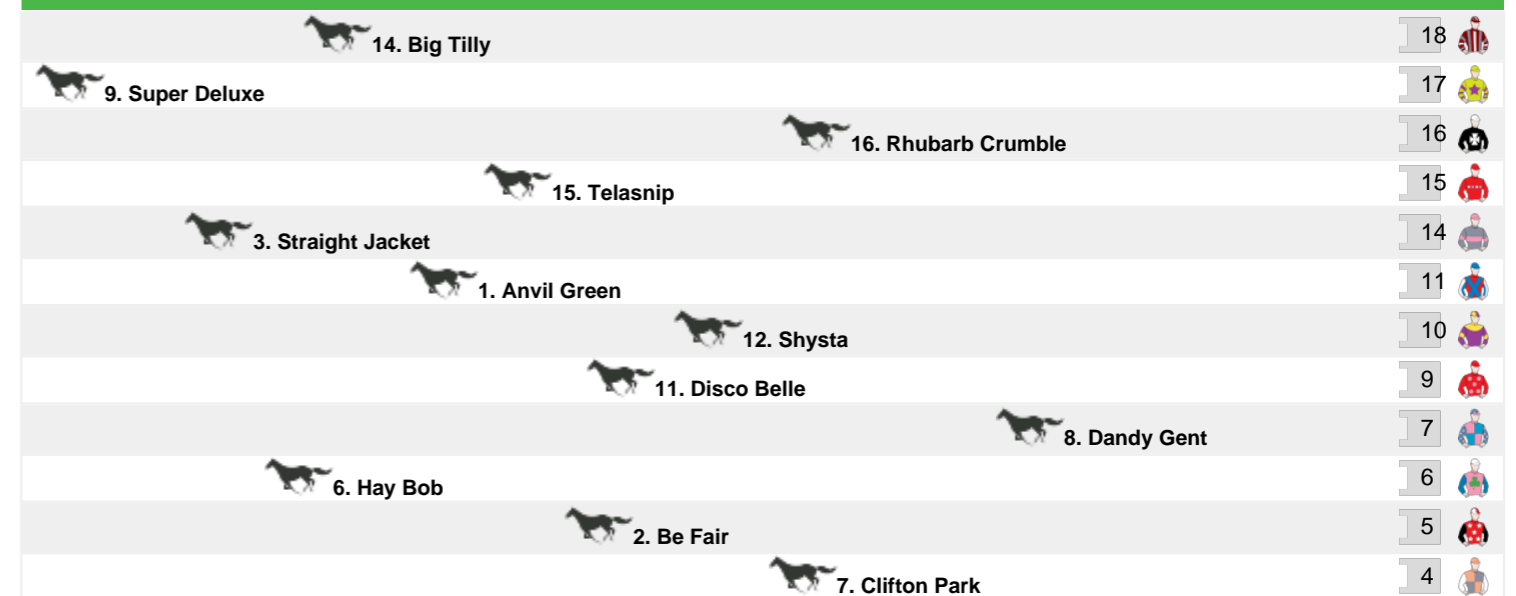 14. Big Tilly 18
9. Super Deluxe 17
16. Rhubarb Crumble 16
15. Telasnip 15
3. Straight Jacket 14
1. Anvil Green 11
12. Shysta 10
11. Disco Belle 9
8. Dandy Gent 7
6. Hay Bob 6
2. Be Fair 5
7. Clifton Park 4